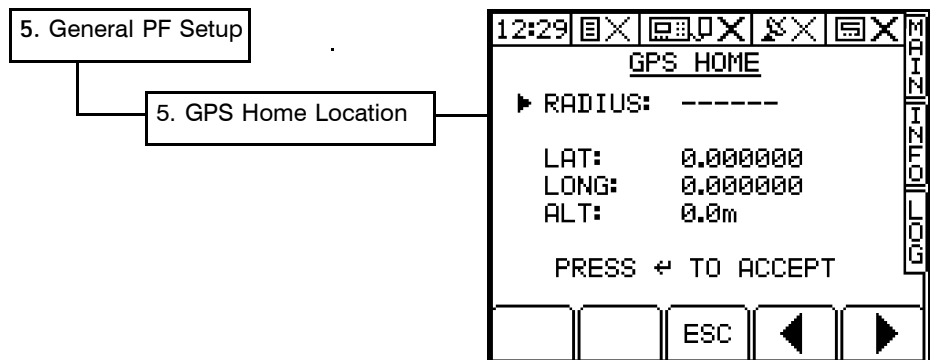 5. General PF Setup
5. GPS Home Location
12:29
GPS HOME
RADIUS: ------
LAT: 0.000000
LONG: 0.000000
ALT: 0.0m
PRESS ↵ TO ACCEPT
ESC
MAIN
INFO
LOG